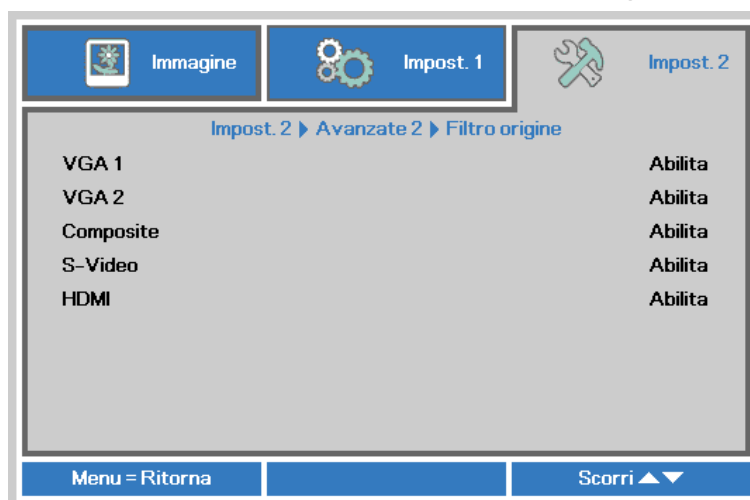 Immagine
Impost. 1
Impost. 2
Impost. 2 ▶ Avanzate 2 ▶ Filtro origine
VGA 1 Abilita
VGA 2 Abilita
Composite Abilita
S-Video Abilita
HDMI Abilita
Menu = Ritorna
Scorri ▲▼